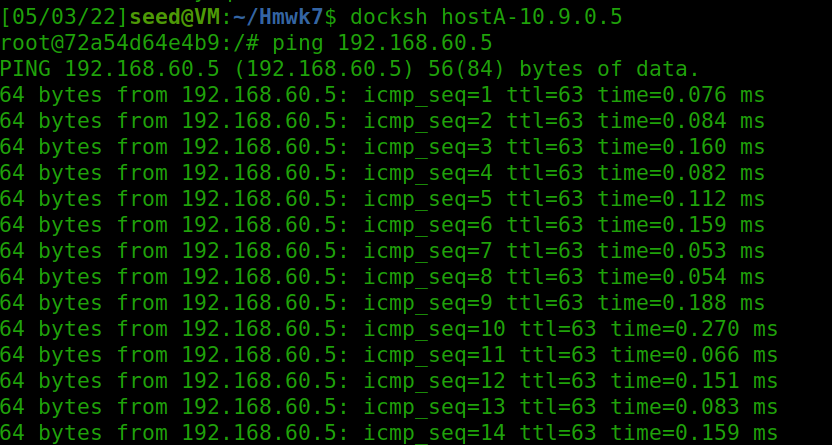 [05/03/22]seed@VM:~/Hmwk7$ docksh hostA-10.9.0.5
root@72a54d64e4b9:/# ping 192.168.60.5
PING 192.168.60.5 (192.168.60.5) 56(84) bytes of data.
64 bytes from 192.168.60.5: icmp_seq=1 ttl=63 time=0.076 ms
64 bytes from 192.168.60.5: icmp_seq=2 ttl=63 time=0.084 ms
64 bytes from 192.168.60.5: icmp_seq=3 ttl=63 time=0.160 ms
64 bytes from 192.168.60.5: icmp_seq=4 ttl=63 time=0.082 ms
64 bytes from 192.168.60.5: icmp_seq=5 ttl=63 time=0.112 ms
64 bytes from 192.168.60.5: icmp_seq=6 ttl=63 time=0.159 ms
64 bytes from 192.168.60.5: icmp_seq=7 ttl=63 time=0.053 ms
64 bytes from 192.168.60.5: icmp_seq=8 ttl=63 time=0.054 ms
64 bytes from 192.168.60.5: icmp_seq=9 ttl=63 time=0.188 ms
64 bytes from 192.168.60.5: icmp_seq=10 ttl=63 time=0.270 ms
64 bytes from 192.168.60.5: icmp_seq=11 ttl=63 time=0.066 ms
64 bytes from 192.168.60.5: icmp_seq=12 ttl=63 time=0.151 ms
64 bytes from 192.168.60.5: icmp_seq=13 ttl=63 time=0.083 ms
64 bytes from 192.168.60.5: icmp_seq=14 ttl=63 time=0.159 ms